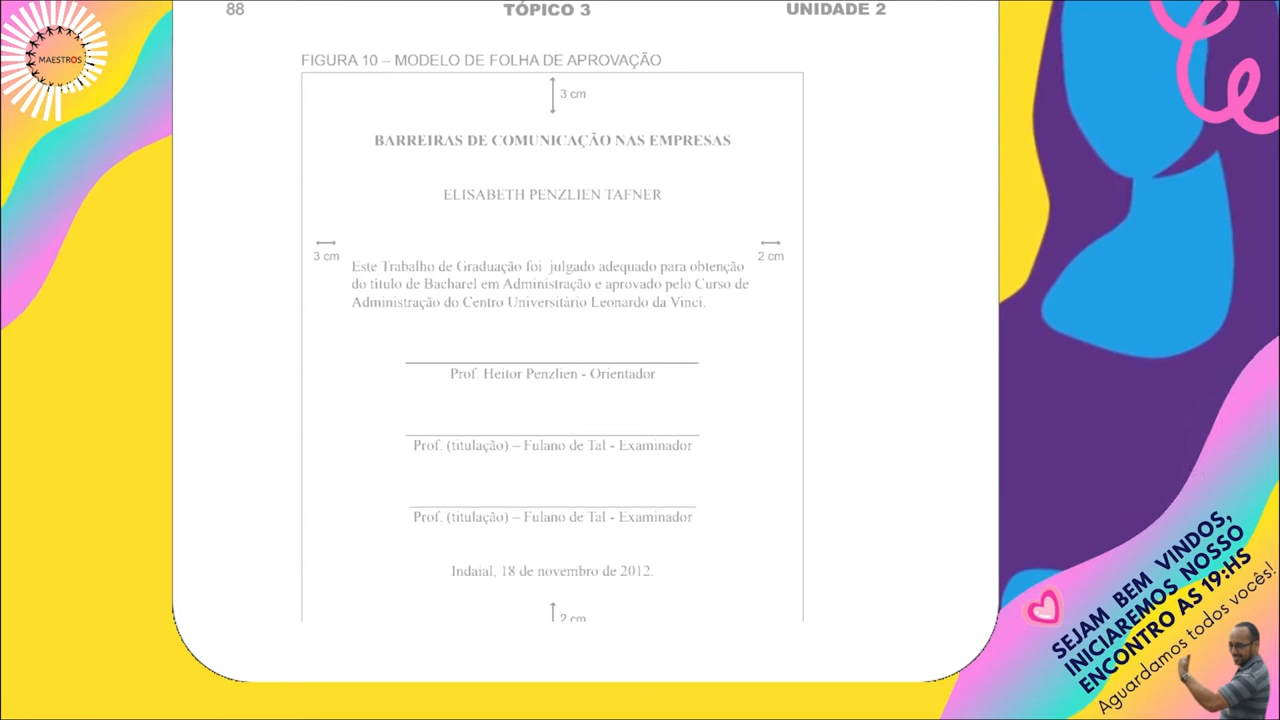 MAESTROS
88 TÓPICO 3 UNIDADE 2
FIGURA 10 – MODELO DE FOLHA DE APROVAÇÃO
3 cm
BARREIRAS DE COMUNICAÇÃO NAS EMPRESAS
ELISABETH PENZLIEN TAFNER
3 cm
2 cm
Este Trabalho de Graduação foi julgado adequado para obtenção
do título de Bacharel em Administração e aprovado pelo Curso de
Administração do Centro Universitário Leonardo da Vinci.
Prof. Heitor Penzlien - Orientador
Prof. (titulação) – Fulano de Tal - Examinador
Prof. (titulação) – Fulano de Tal - Examinador
Indaial, 18 de novembro de 2012.
2 cm
SEJAM BEM VINDOS,
INICIAREMOS NOSSO
ENCONTRO AS 19:HS
Aguardamos todos vocês!